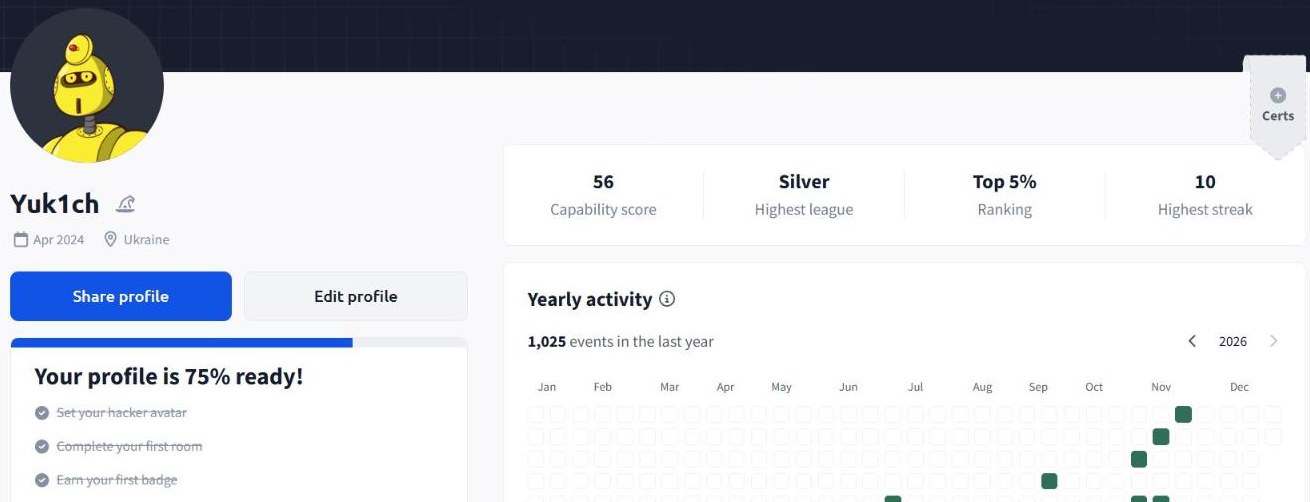 Certs
Yuk1ch
Apr 2024 Ukraine
Share profile Edit profile
Your profile is 75% ready!
Set your hacker avatar
Complete your first room
Earn your first badge
56 Silver Top 5% 10
Capability score Highest league Ranking Highest streak
Yearly activity
1,025 events in the last year 2026
Jan Feb Mar Apr May Jun Jul Aug Sep Oct Nov Dec